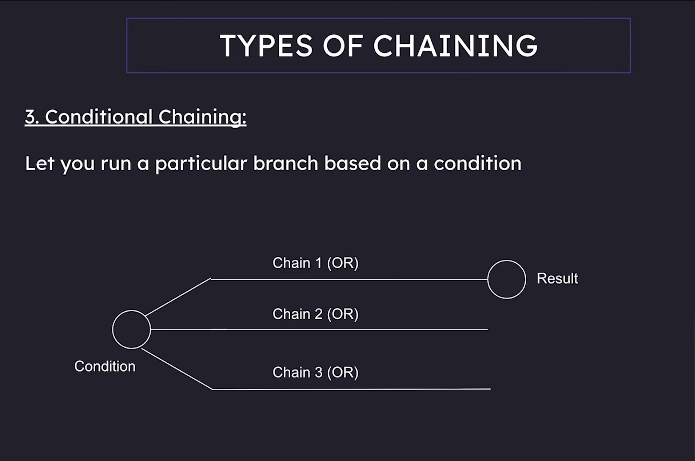 TYPES OF CHAINING
3. Conditional Chaining:
Let you run a particular branch based on a condition
Chain 1 (OR)
Result
Chain 2 (OR)
Condition
Chain 3 (OR)